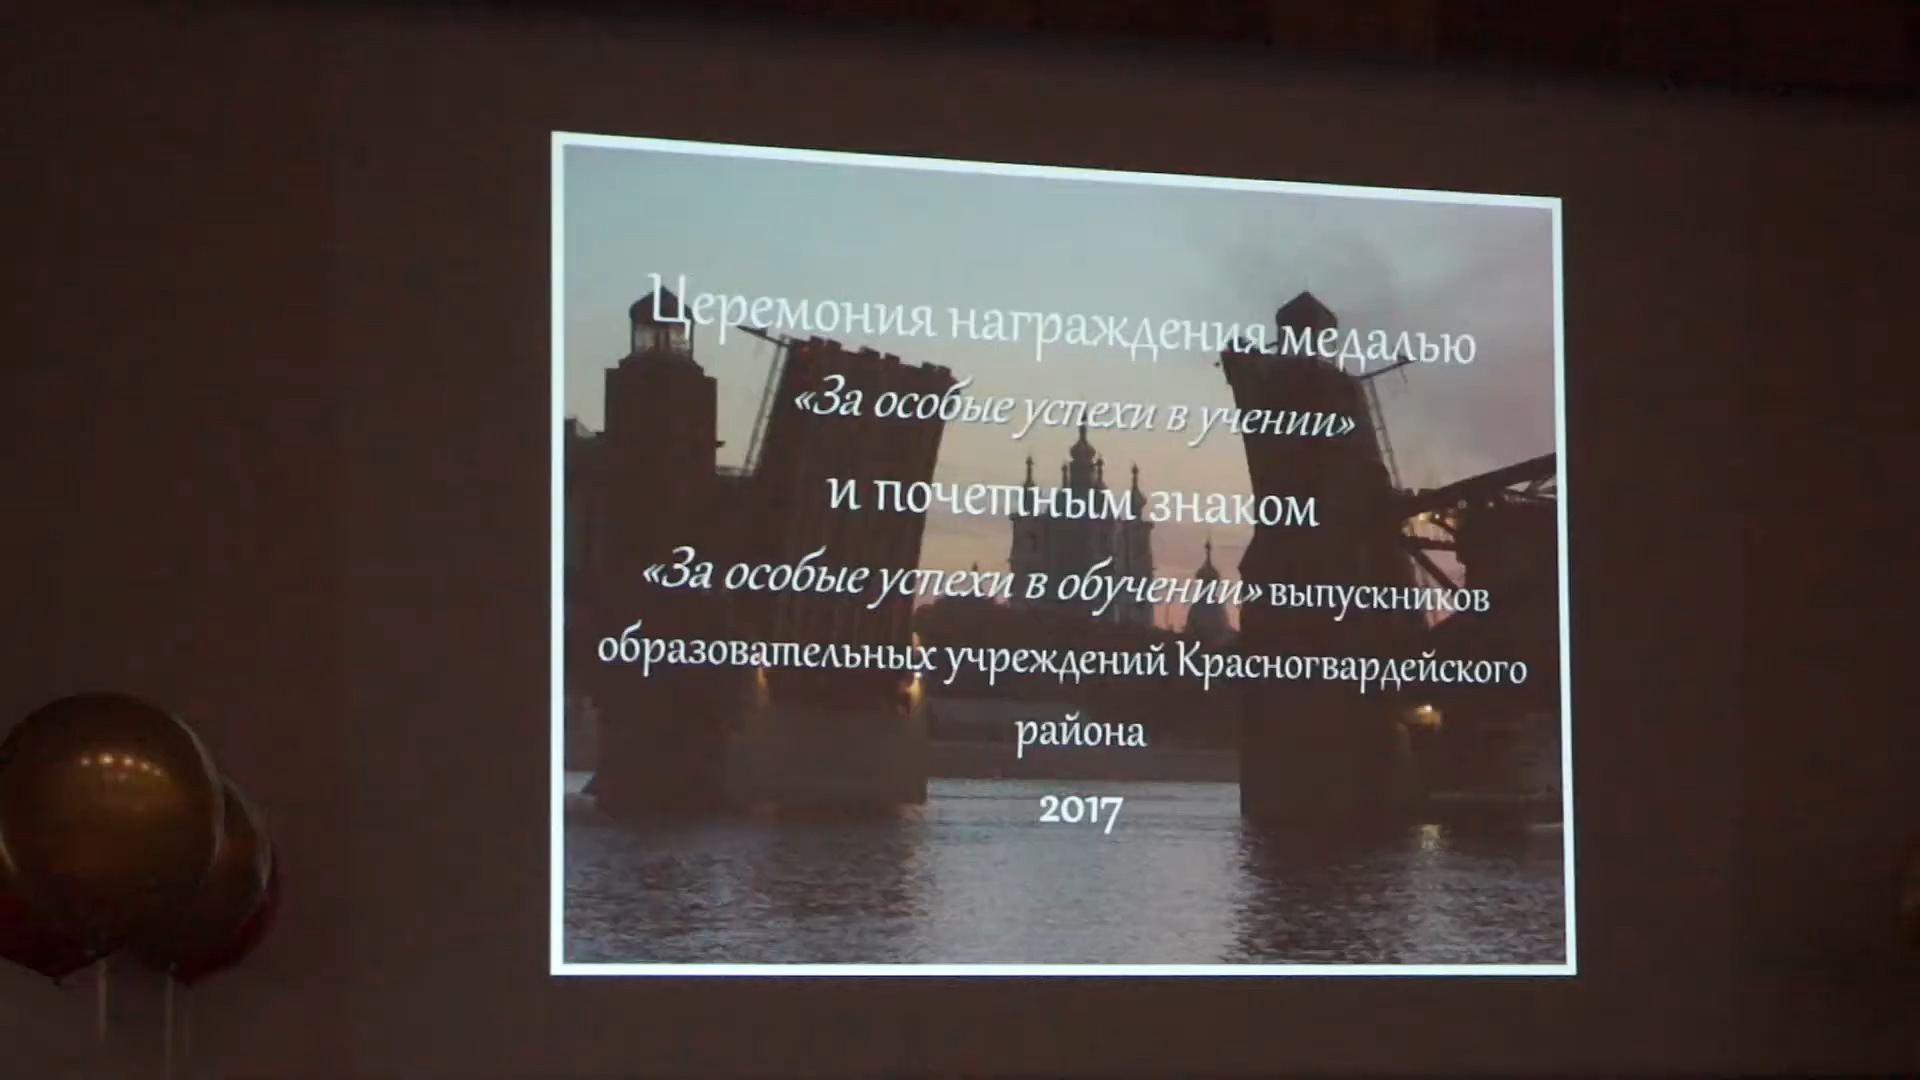 Церемония награждения медалью
«За особые успехи в учении»
и почетным знаком
«За особые успехи в обучении» выпускников
образовательных учреждений Красногвардейского
района
2017